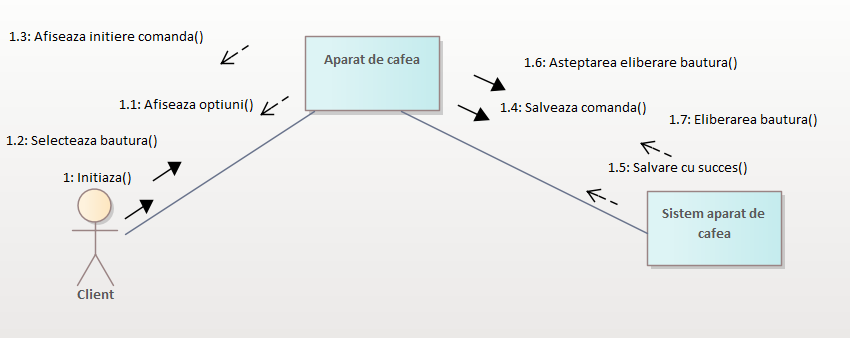 1.3: Afiseaza initiere comanda()
Aparat de cafea
1.6: Asteptarea eliberare bautura()
1.1: Afiseaza optiuni()
1.4: Salveaza comanda()
1.7: Eliberarea bautura()
1.2: Selecteaza bautura()
1.5: Salvare cu succes()
1: Initiaza()
Sistem aparat de
cafea
Client